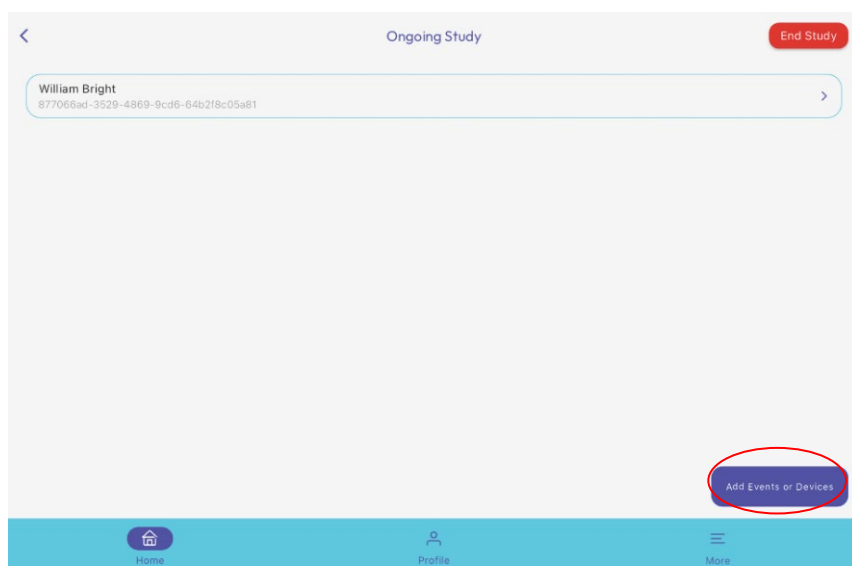 Ongoing Study
End Study
William Bright
877066ad-3529-4869-9cd6-64b2f8c05a81
Add Events or Devices
Home
Profile
More